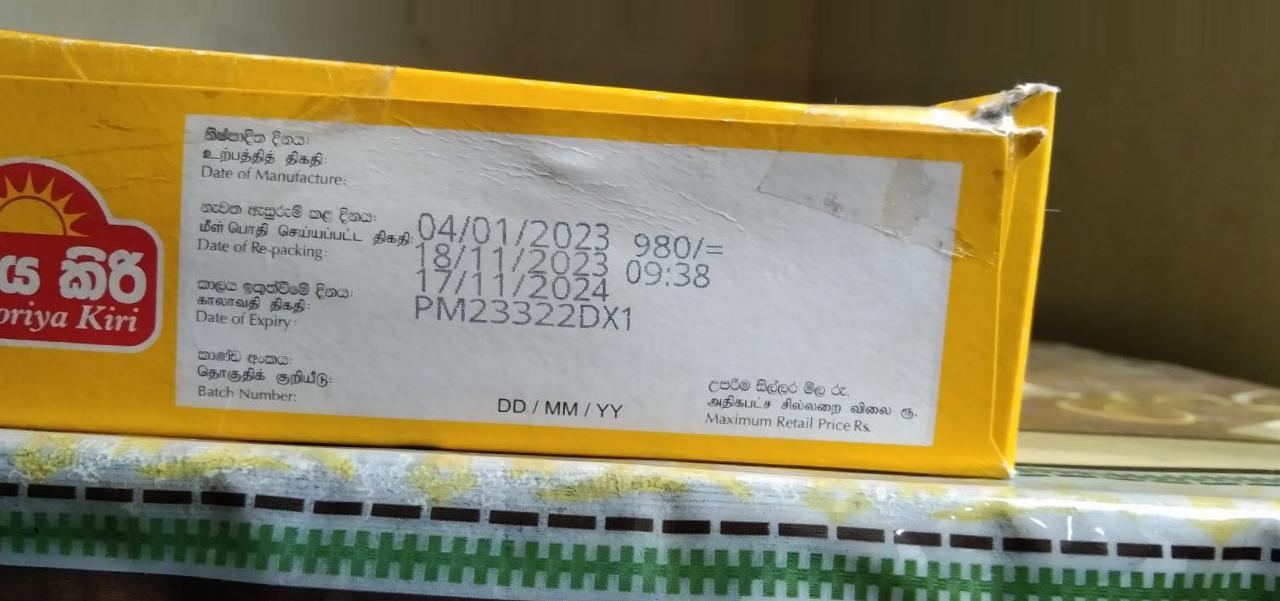 නිෂ්පාදිත දිනය:
உற்பத்தித் திகதி:
Date of Manufacture:
නැවත ඇසුරුම් කළ දිනය:
மீள் பொதி செய்யப்பட்ட திகதி:
Date of Re-packing:
04/01/2023 980/=
18/11/2023 09:38
17/11/2024
PM23322DX1
කාලය ඉකුත්වීමේ දිනය:
காலாவதி திகதி:
Date of Expiry:
කාණ්ඩ අංකය:
தொகுதிக் குறியீடு:
Batch Number:
DD / MM / YY
උපරිම සිල්ලර මිල රු.
அதிகபட்ச சில்லறை விலை ரூ.
Maximum Retail Price Rs.
ය කිරි
oriya Kiri